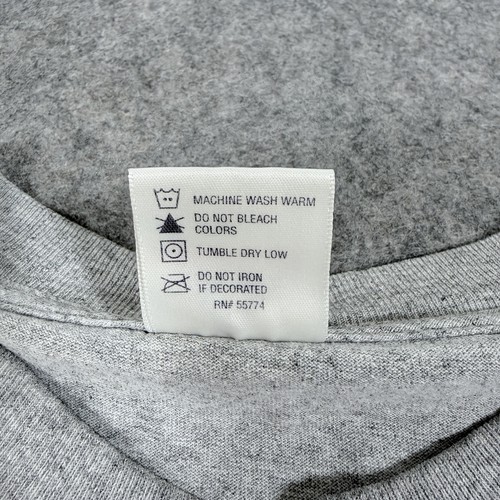 MACHINE WASH WARM
DO NOT BLEACH
COLORS
TUMBLE DRY LOW
DO NOT IRON
IF DECORATED
RN# 55774